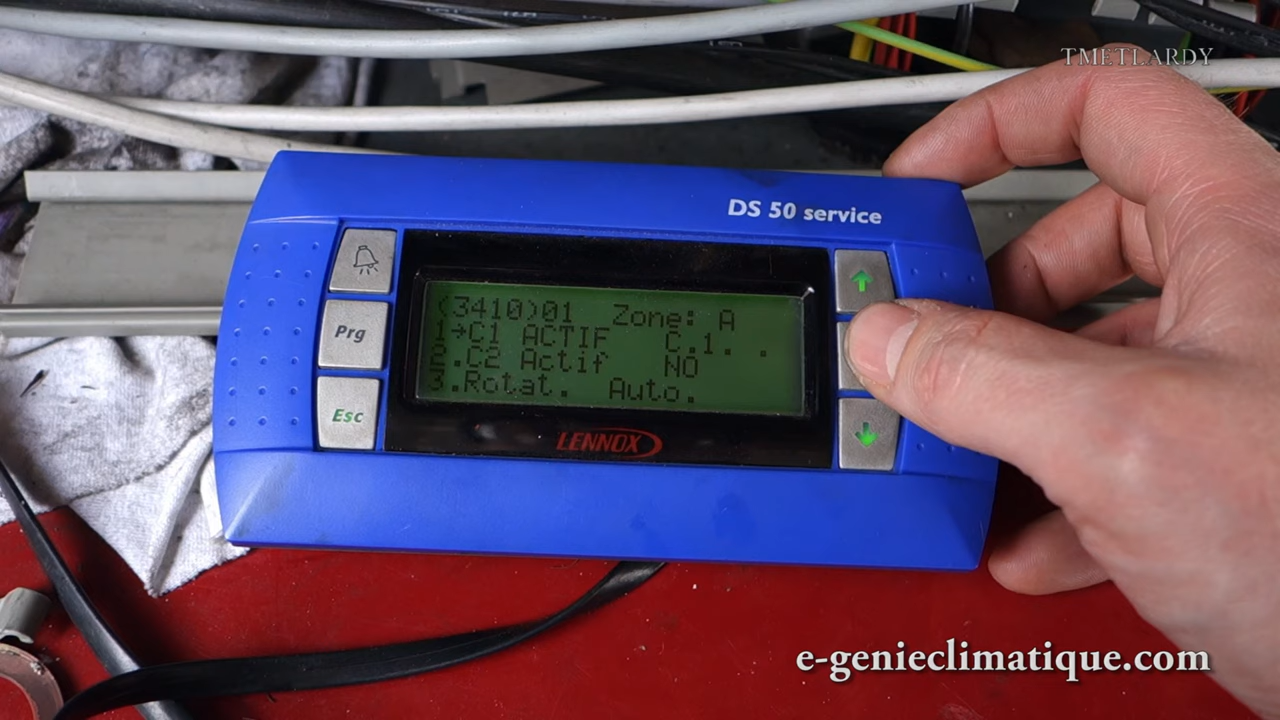 TMETLARDY
DS 50 service
Prg
Esc
(3410)01 Zone: A
1→C1 ACTIF C.1. .
2.C2 Actif NO
3.Rotat. Auto.
LENNOX
e-genieclimatique.com